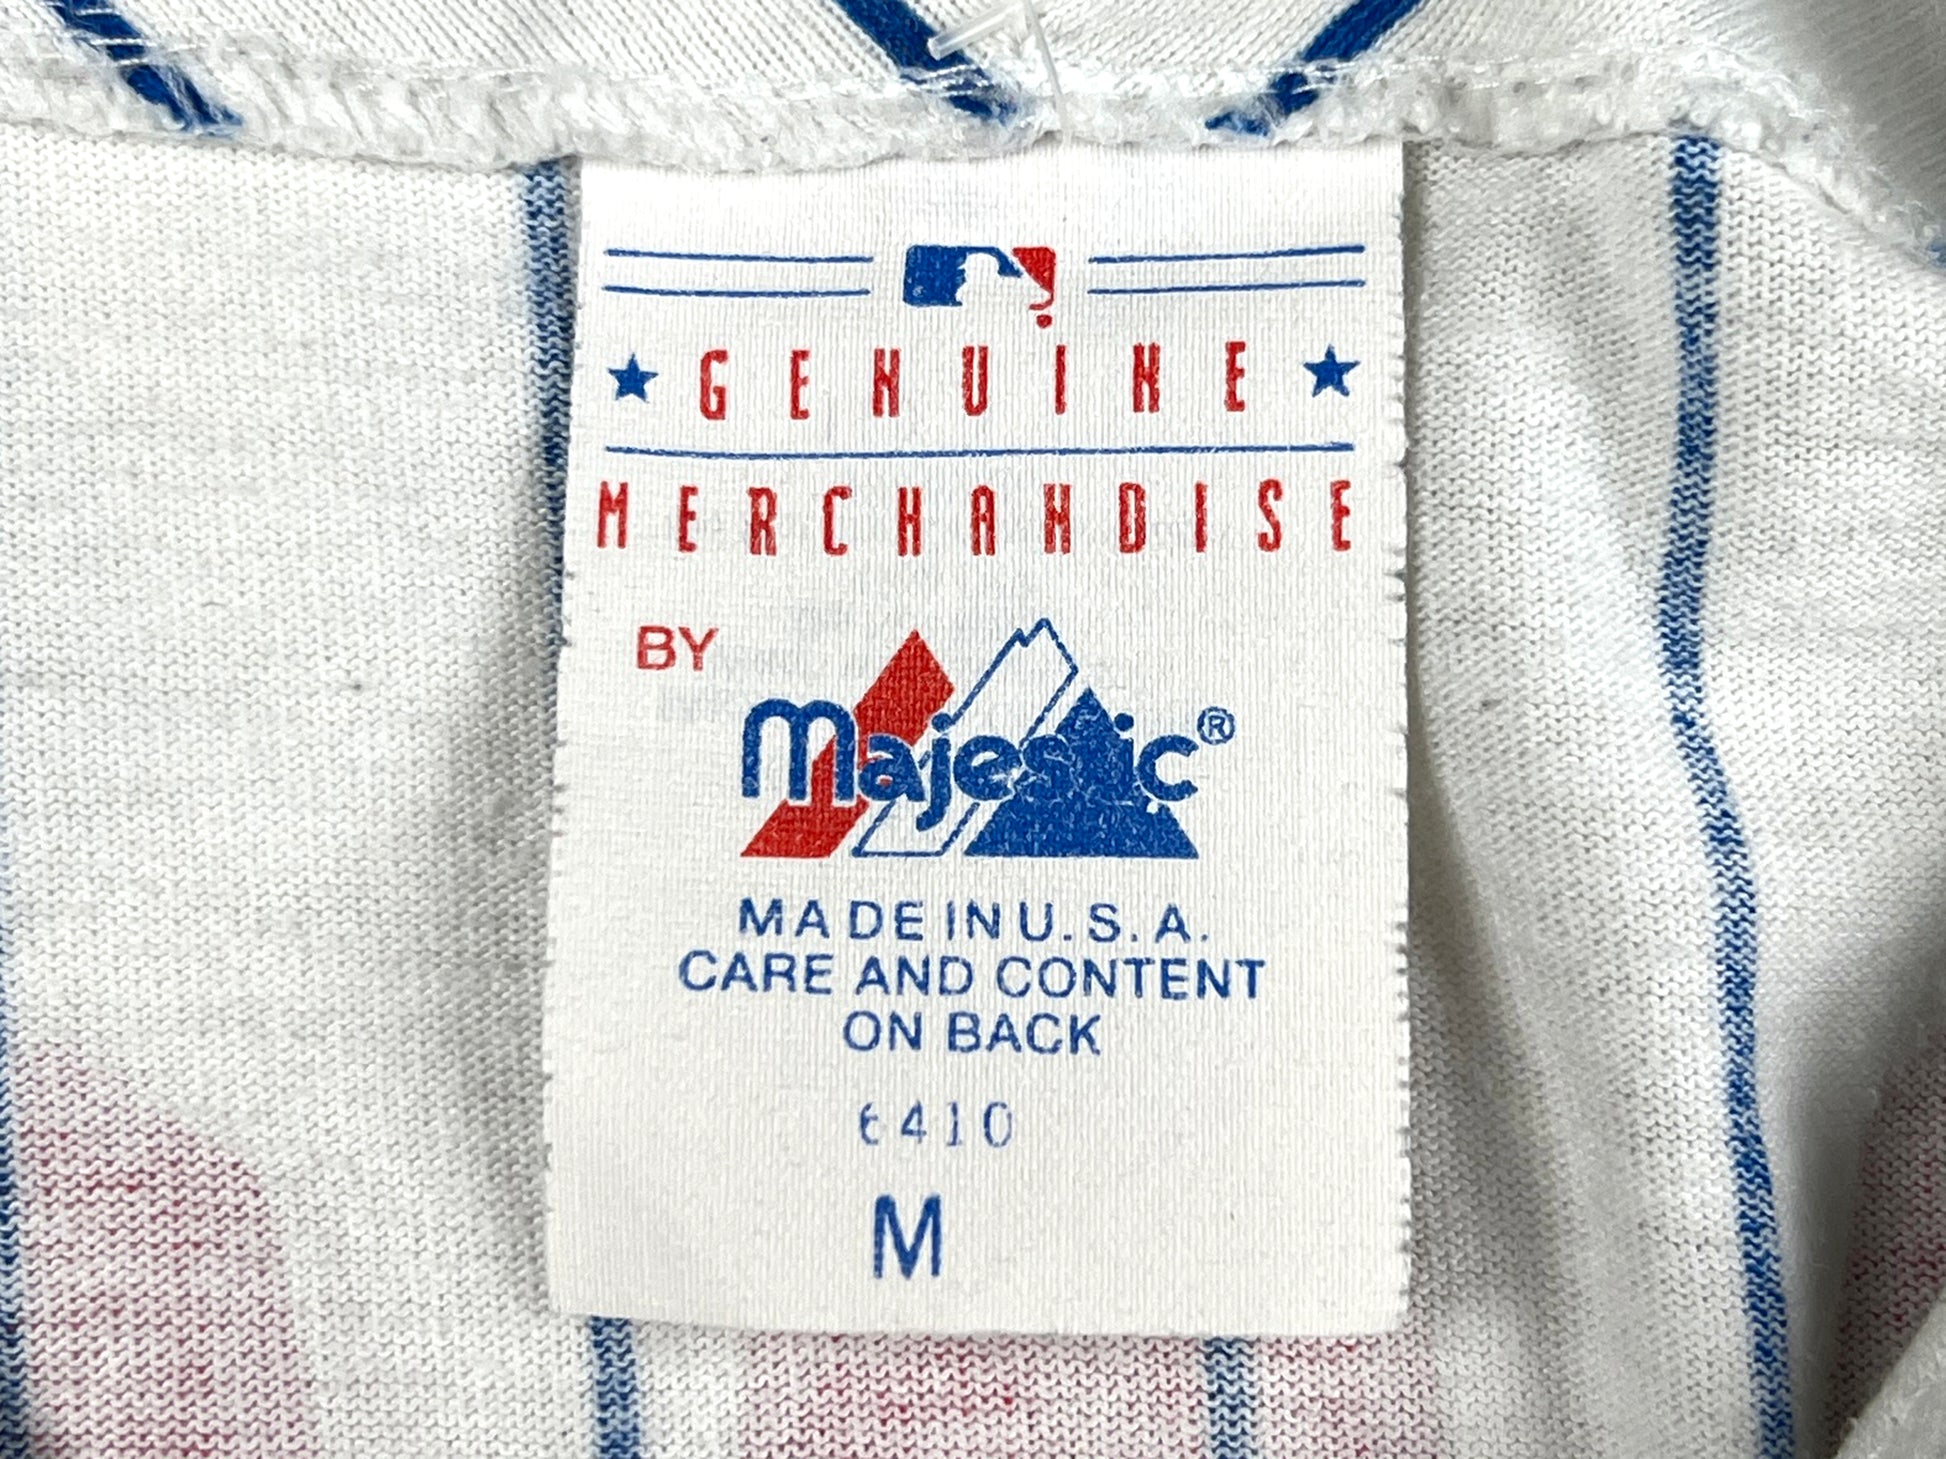 GENUINE
MERCHANDISE
BY
Majestic®
MADE IN U.S.A.
CARE AND CONTENT
ON BACK
6410
M